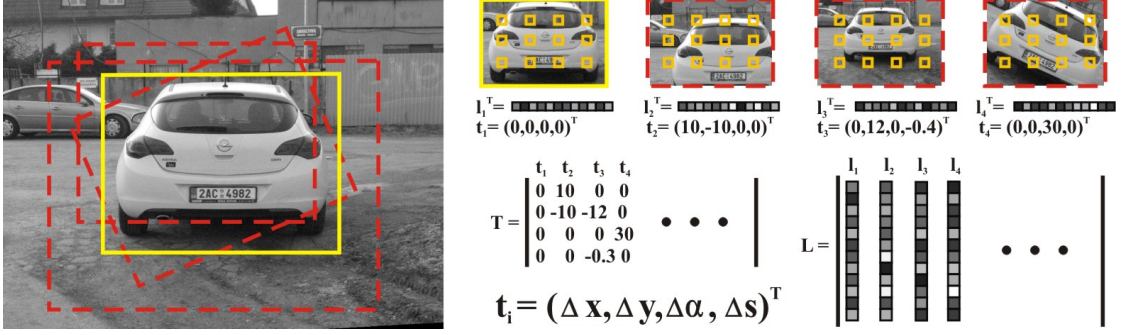 2AC 4982
l₁ᵀ=
t₁= (0,0,0,0)ᵀ
l₂ᵀ=
t₂= (10,-10,0,0)ᵀ
l₃ᵀ=
t₃= (0,12,0,-0.4)ᵀ
l₄ᵀ=
t₄= (0,0,30,0)ᵀ
t₁ t₂ t₃ t₄
0 10 0 0
0 -10 -12 0
T = 0 0 0 30
0 0 -0.3 0
• • •
tᵢ= (Δx,Δy,Δα, Δs)ᵀ
l₁ l₂ l₃ l₄
L = • • •